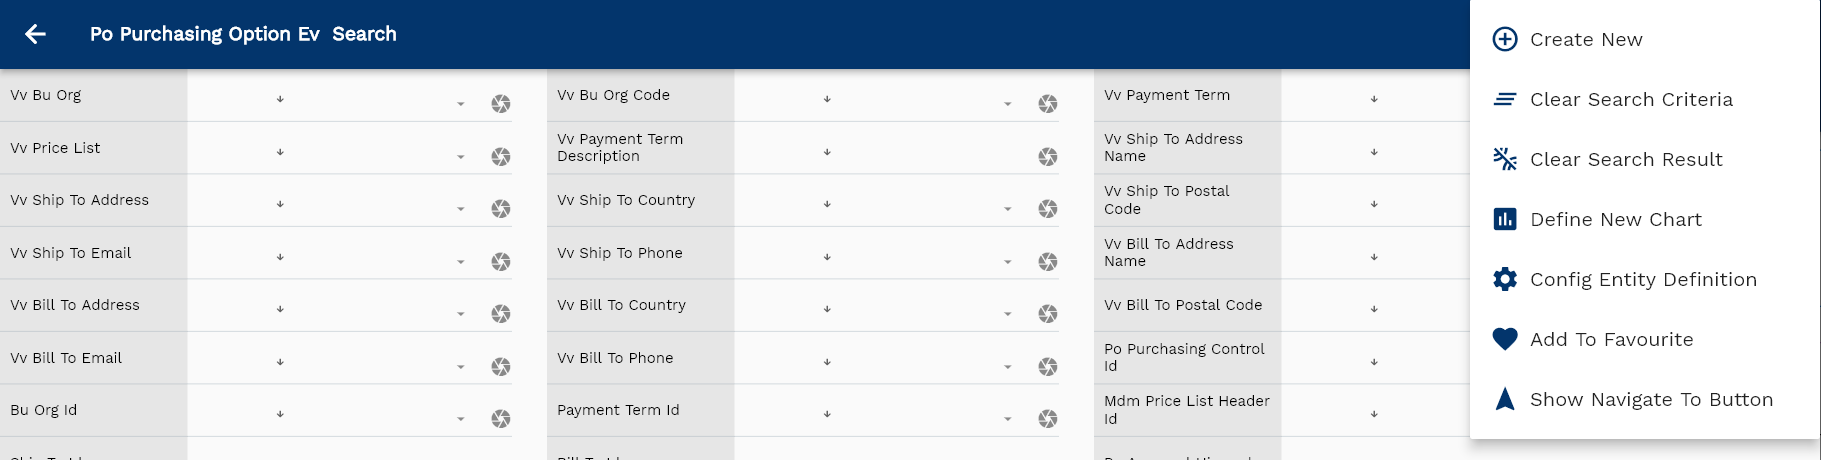 Po Purchasing Option Ev Search
Create New
Clear Search Criteria
Clear Search Result
Define New Chart
Config Entity Definition
Add To Favourite
Show Navigate To Button
Vv Bu Org
Vv Bu Org Code
Vv Payment Term
Vv Price List
Vv Payment Term
Description
Vv Ship To Address
Name
Vv Ship To Address
Vv Ship To Country
Vv Ship To Postal
Code
Vv Ship To Email
Vv Ship To Phone
Vv Bill To Address
Name
Vv Bill To Address
Vv Bill To Country
Vv Bill To Postal Code
Vv Bill To Email
Vv Bill To Phone
Po Purchasing Control
Id
Bu Org Id
Payment Term Id
Mdm Price List Header
Id